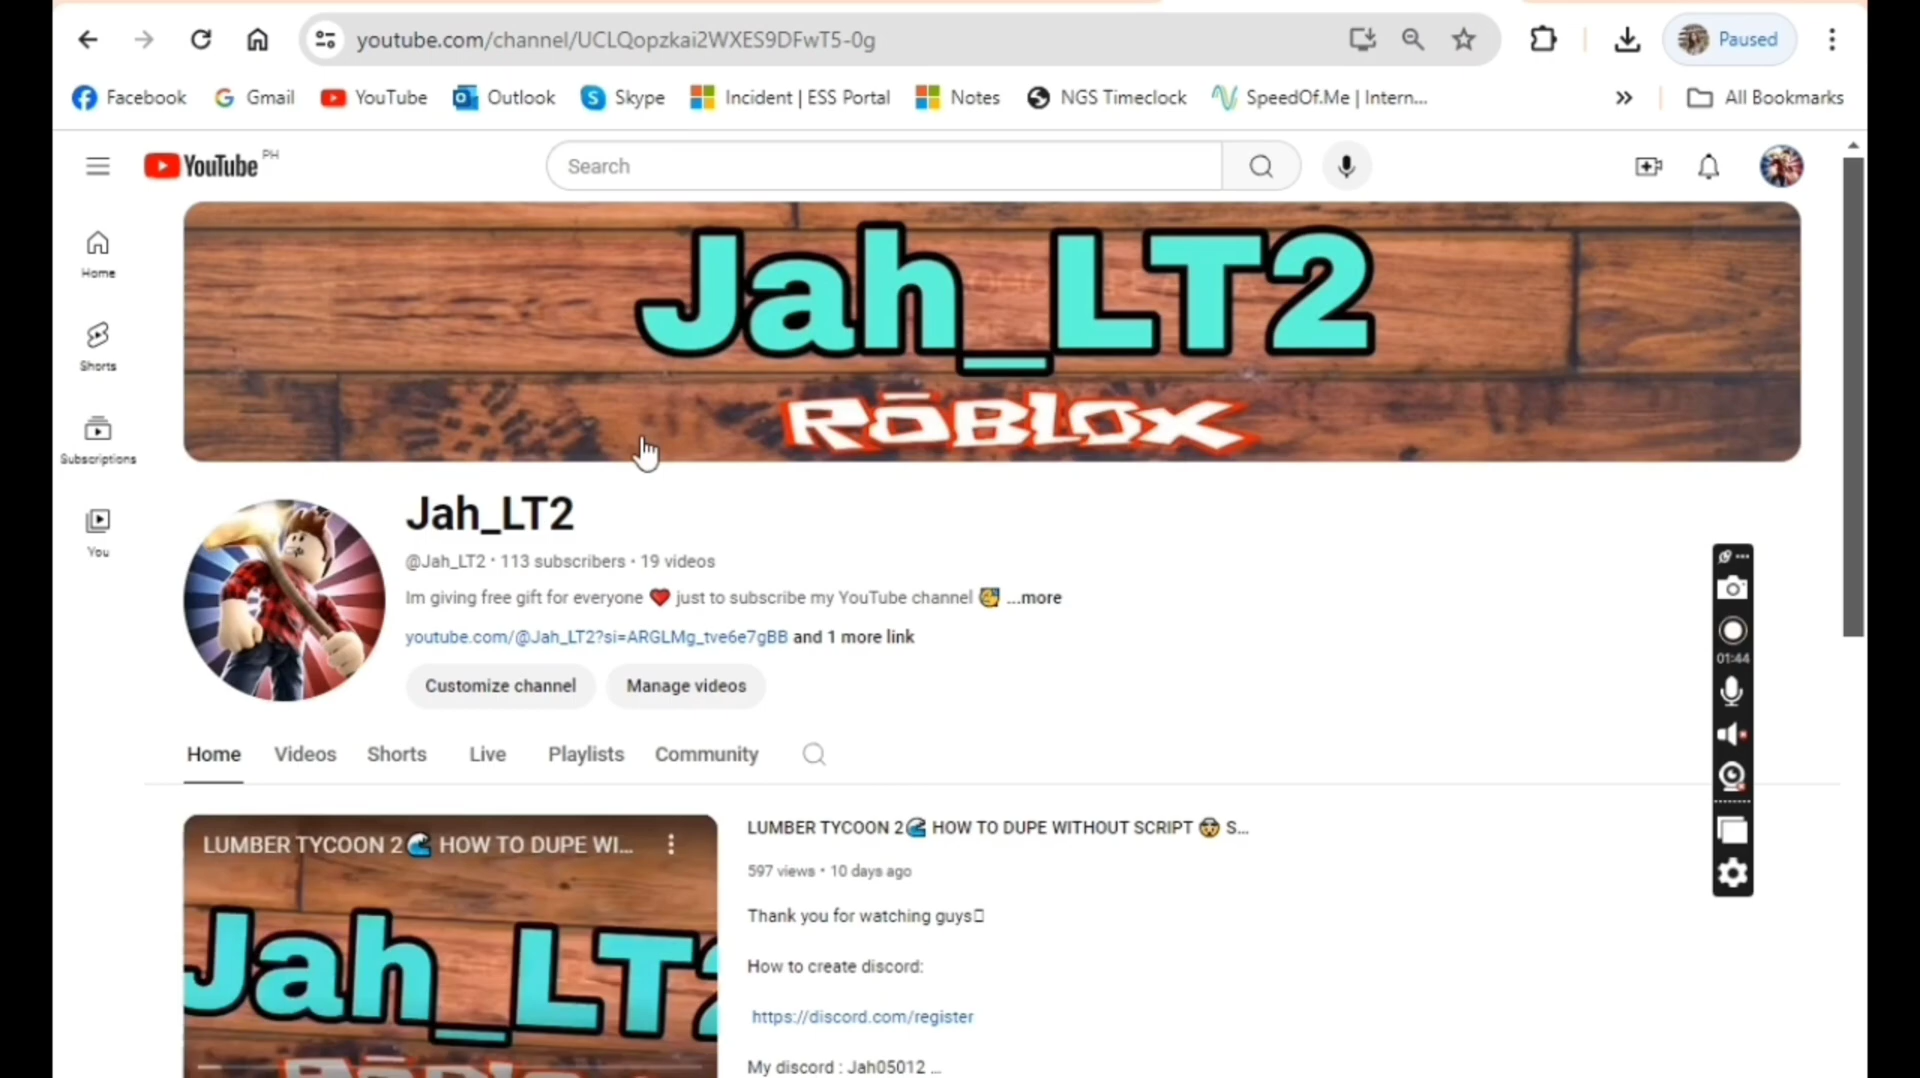 youtube.com/channel/UCLQopzkai2WXES9DFwT5-0g
Paused
Facebook
Gmail
YouTube
Outlook
Skype
Incident | ESS Portal
Notes
NGS Timeclock
SpeedOf.Me | Intern...
All Bookmarks
YouTube PH
Search
Home
Shorts
Subscriptions
You
Jah_LT2
ROBLOX
Jah_LT2
@Jah_LT2 • 113 subscribers • 19 videos
Im giving free gift for everyone ❤️ just to subscribe my YouTube channel 🥳 ...more
youtube.com/@Jah_LT2?si=ARGLMg_tve6e7gBB and 1 more link
Customize channel
Manage videos
Home
Videos
Shorts
Live
Playlists
Community
01:44
LUMBER TYCOON 2🌊 HOW TO DUPE WI...
Jah_LT2
LUMBER TYCOON 2🌊 HOW TO DUPE WITHOUT SCRIPT 🤯 S...
597 views • 10 days ago
Thank you for watching guys
How to create discord:
https://discord.com/register
My discord : Jah05012 ...